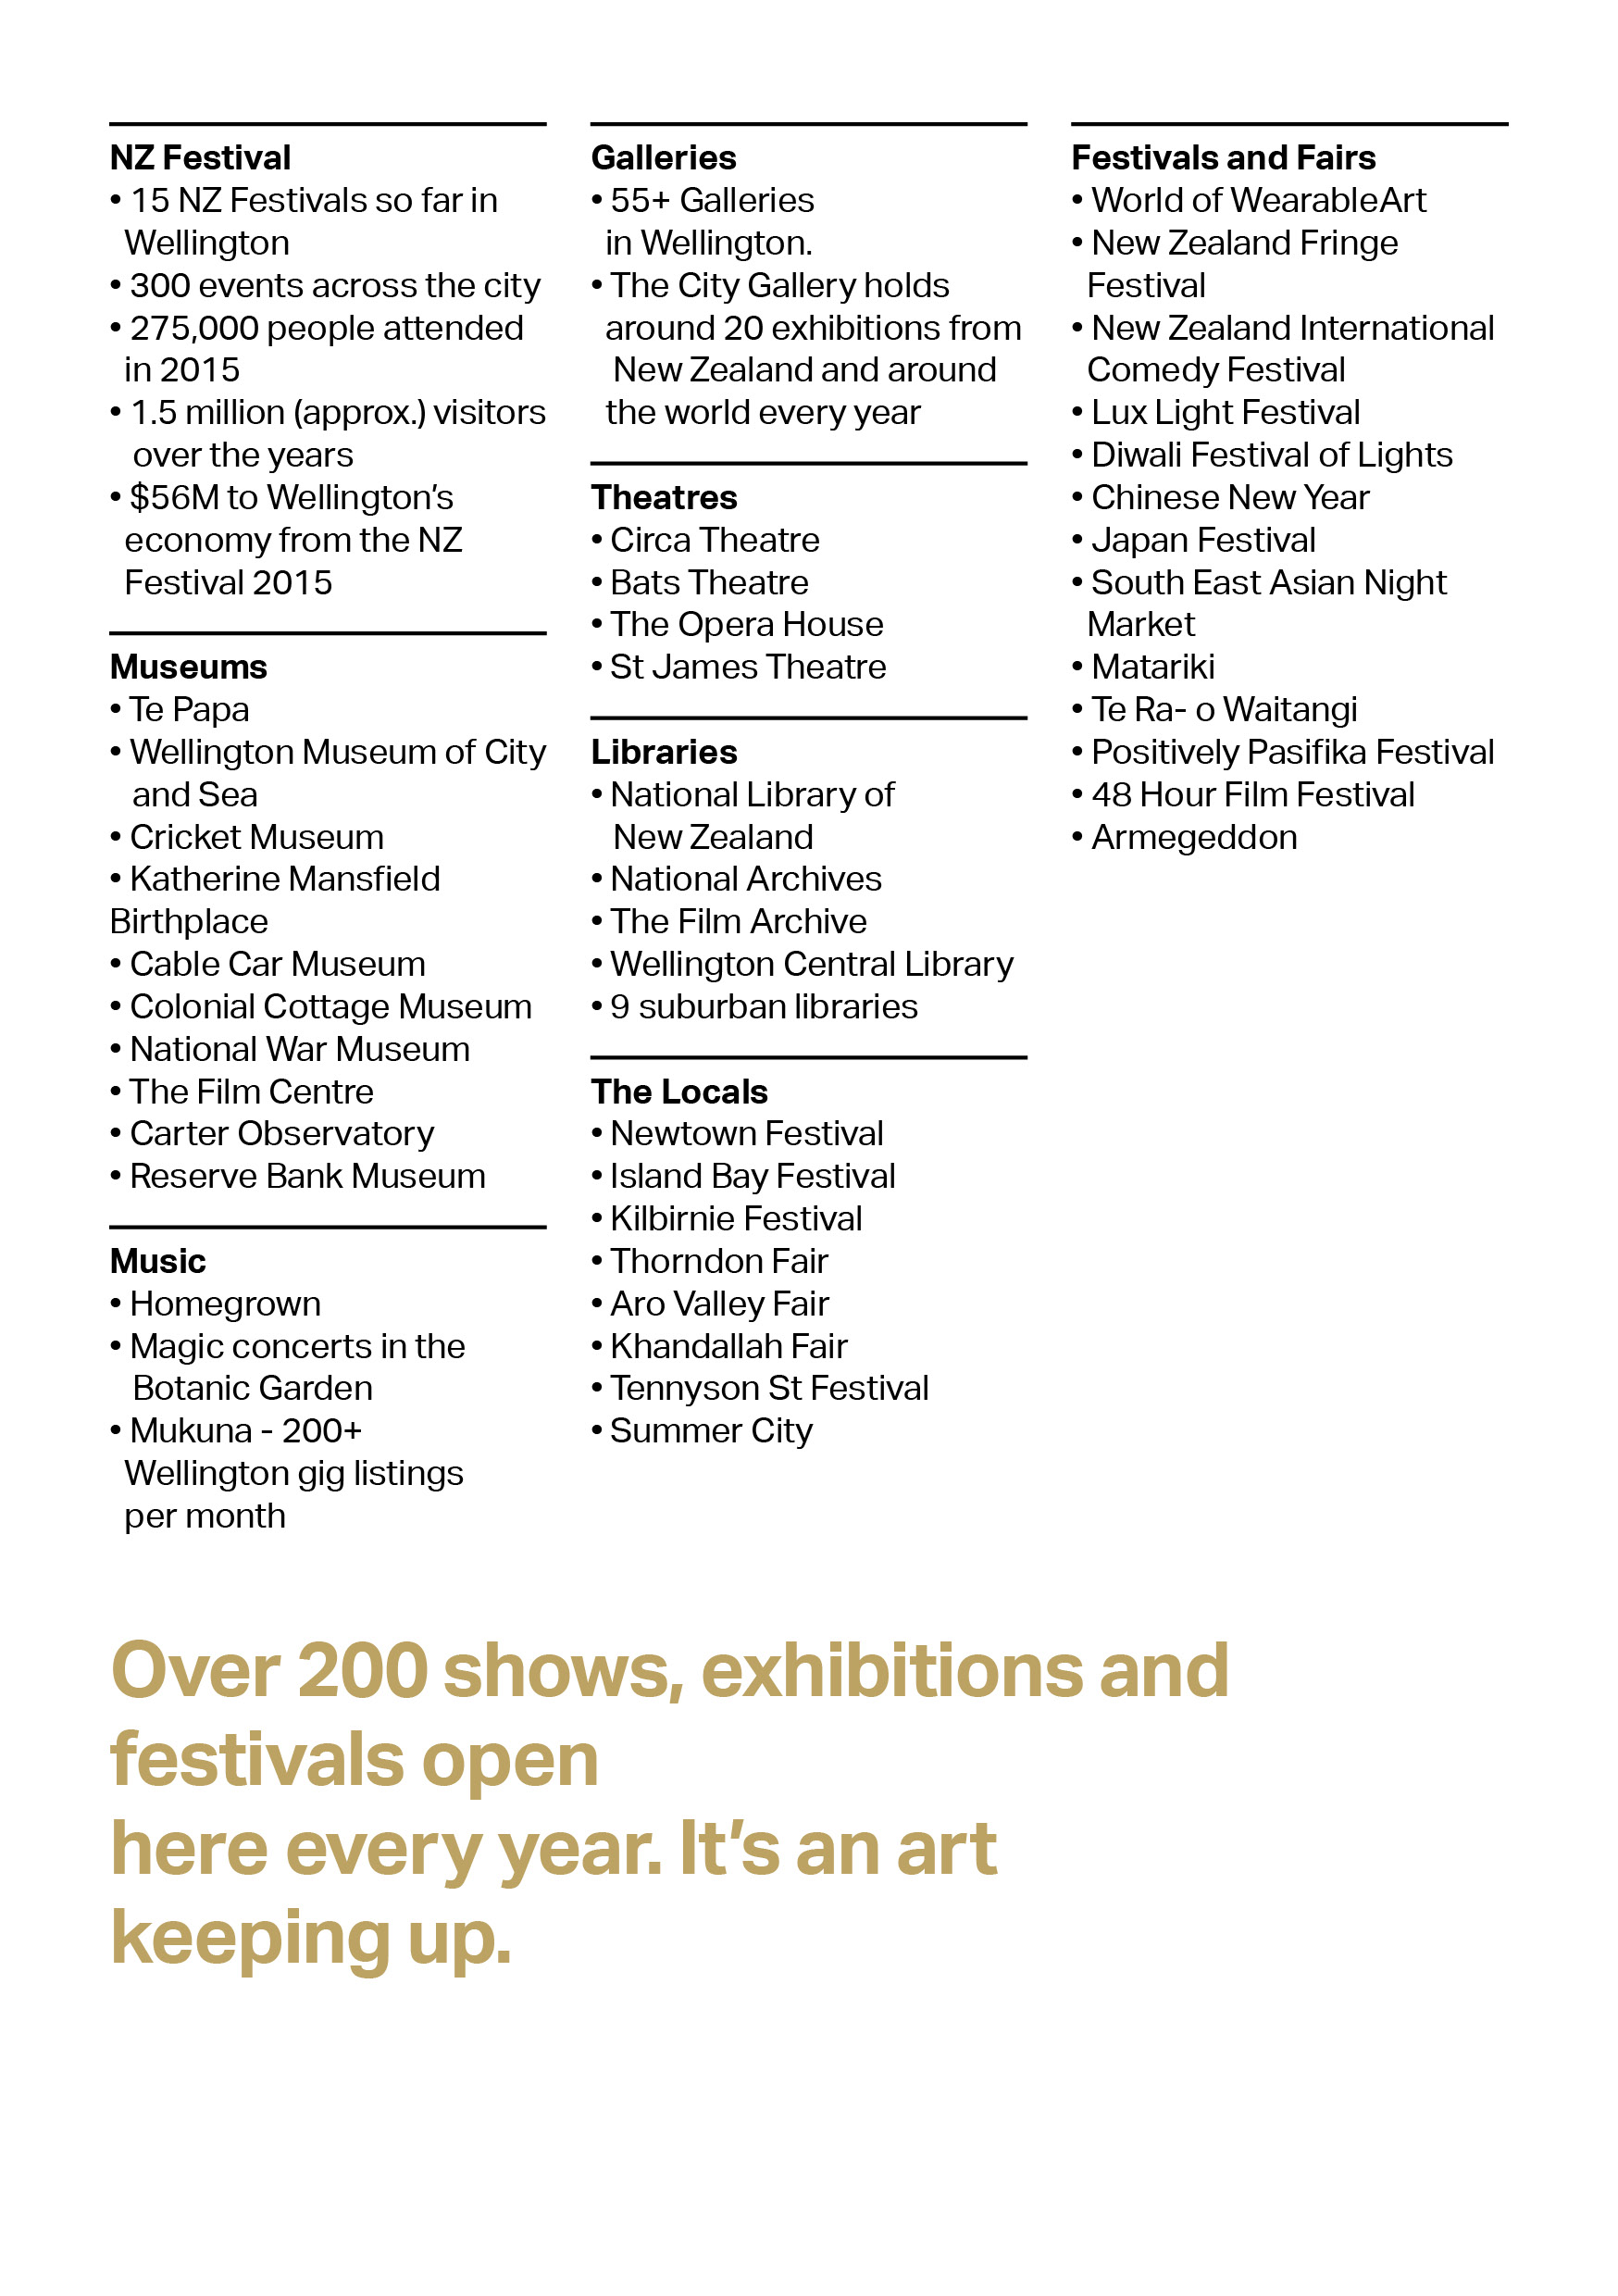 NZ Festival
• 15 NZ Festivals so far in
Wellington
• 300 events across the city
• 275,000 people attended
in 2015
• 1.5 million (approx.) visitors
over the years
• $56M to Wellington’s
economy from the NZ
Festival 2015
Museums
• Te Papa
• Wellington Museum of City
and Sea
• Cricket Museum
• Katherine Mansfield
Birthplace
• Cable Car Museum
• Colonial Cottage Museum
• National War Museum
• The Film Centre
• Carter Observatory
• Reserve Bank Museum
Music
• Homegrown
• Magic concerts in the
Botanic Garden
• Mukuna - 200+
Wellington gig listings
per month
Galleries
• 55+ Galleries
in Wellington.
• The City Gallery holds
around 20 exhibitions from
New Zealand and around
the world every year
Theatres
• Circa Theatre
• Bats Theatre
• The Opera House
• St James Theatre
Libraries
• National Library of
New Zealand
• National Archives
• The Film Archive
• Wellington Central Library
• 9 suburban libraries
The Locals
• Newtown Festival
• Island Bay Festival
• Kilbirnie Festival
• Thorndon Fair
• Aro Valley Fair
• Khandallah Fair
• Tennyson St Festival
• Summer City
Festivals and Fairs
• World of WearableArt
• New Zealand Fringe
Festival
• New Zealand International
Comedy Festival
• Lux Light Festival
• Diwali Festival of Lights
• Chinese New Year
• Japan Festival
• South East Asian Night
Market
• Matariki
• Te Ra- o Waitangi
• Positively Pasifika Festival
• 48 Hour Film Festival
• Armegeddon
Over 200 shows, exhibitions and
festivals open
here every year. It’s an art
keeping up.